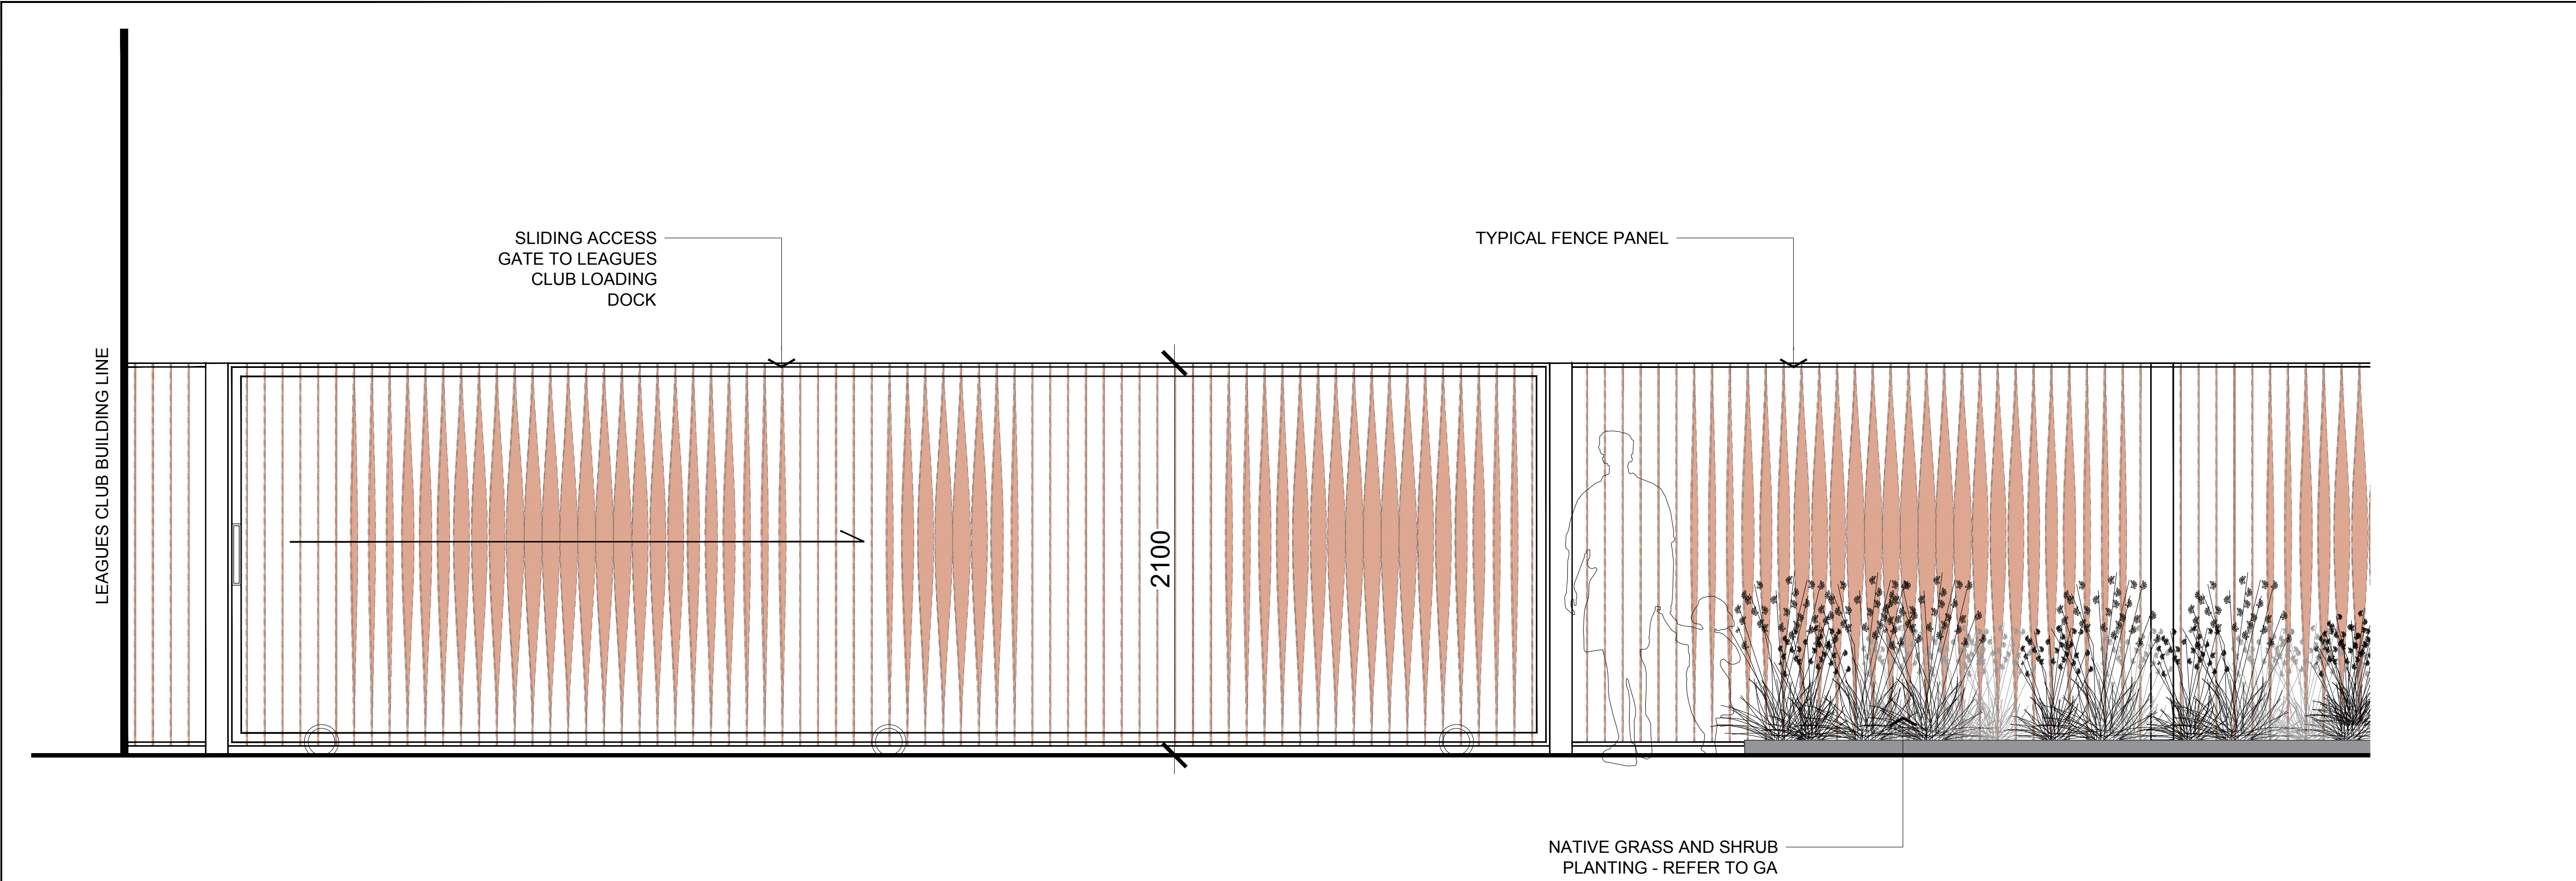 SLIDING ACCESS
GATE TO LEAGUES
CLUB LOADING
DOCK
TYPICAL FENCE PANEL
LEAGUES CLUB BUILDING LINE
2100
NATIVE GRASS AND SHRUB
PLANTING - REFER TO GA